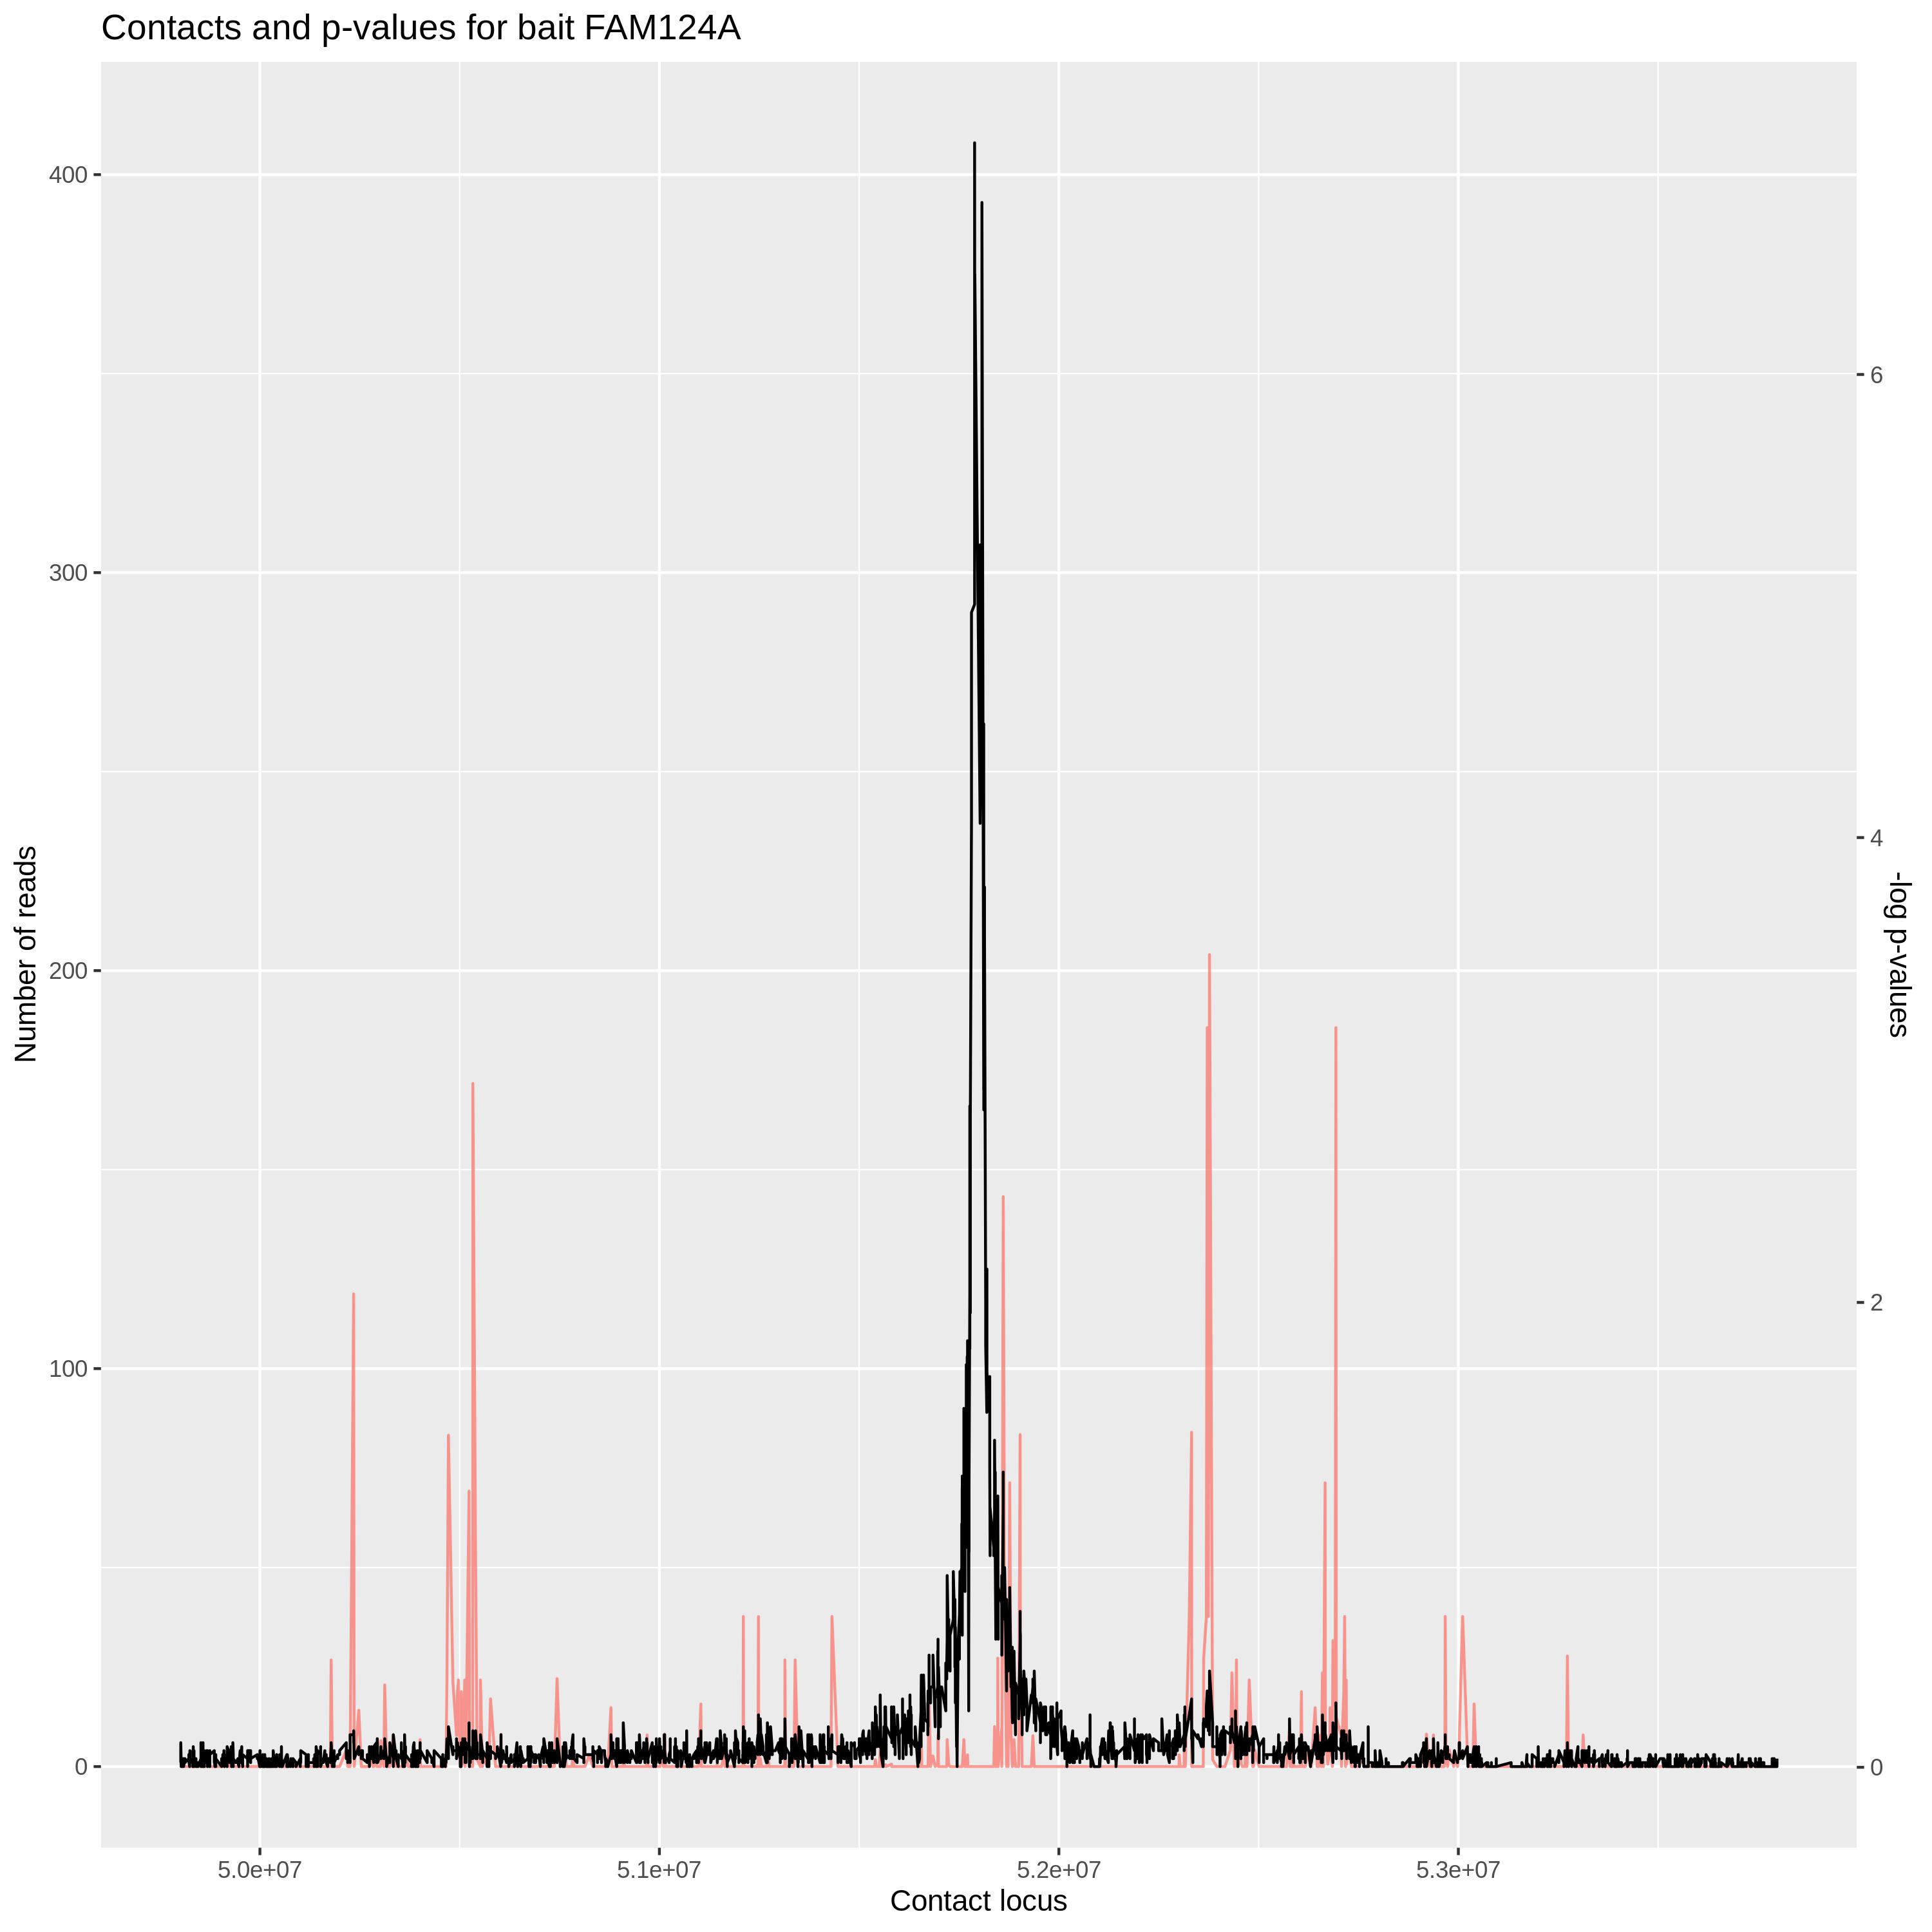 Contacts and p-values for bait FAM124A
400
300
200
100
0
Number of reads
6
4
2
0
-log p-values
5.0e+07
5.1e+07
5.2e+07
5.3e+07
Contact locus